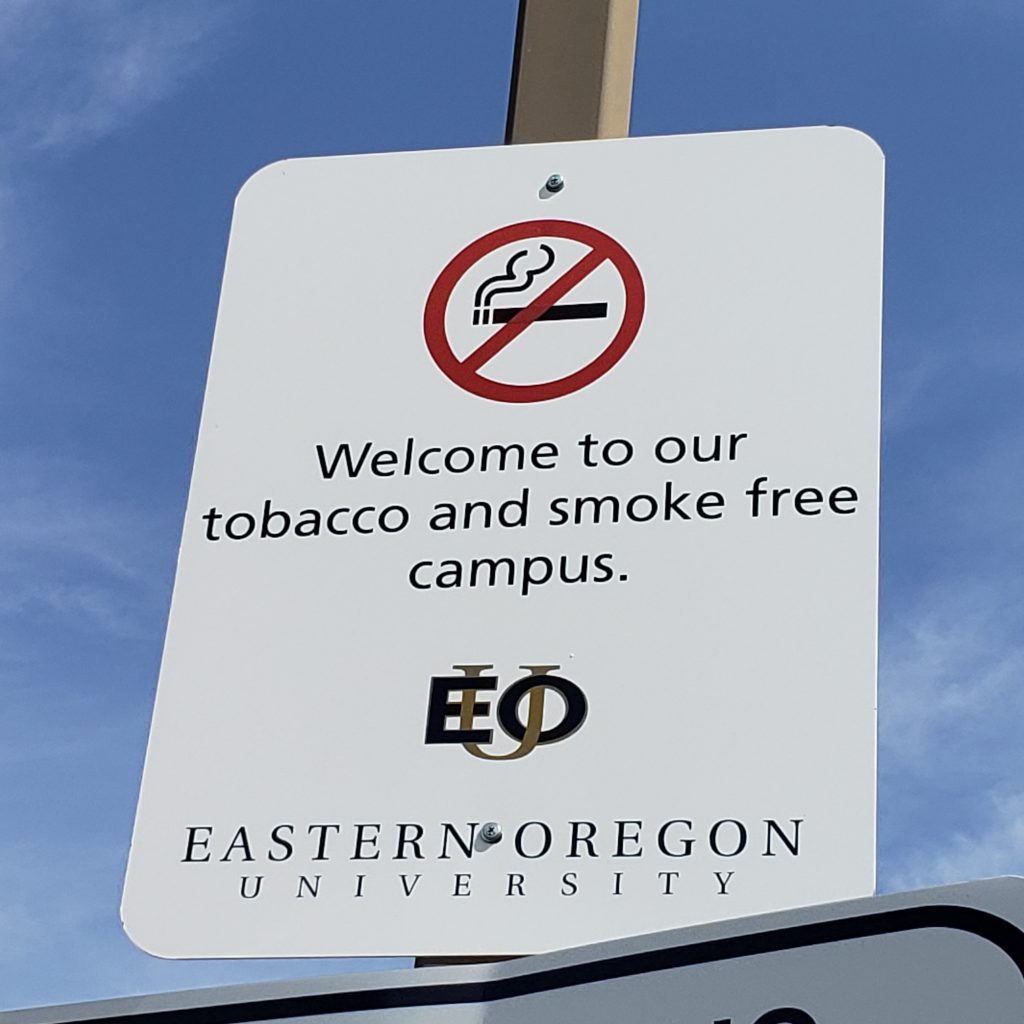 Welcome to our
tobacco and smoke free
campus.
EOU
EASTERN OREGON
UNIVERSITY